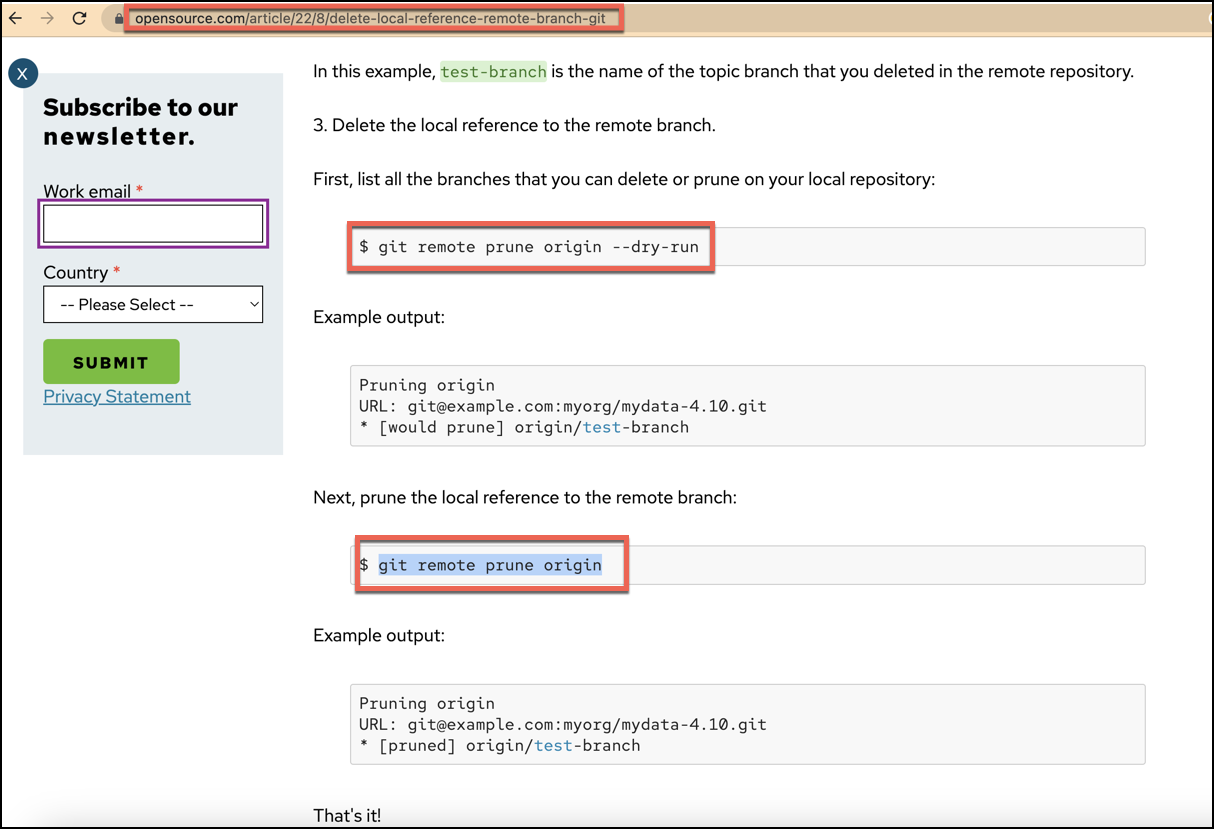 opensource.com/article/22/8/delete-local-reference-remote-branch-git
X
Subscribe to our
newsletter.
Work email *
Country *
-- Please Select --
SUBMIT
Privacy Statement
In this example, test-branch is the name of the topic branch that you deleted in the remote repository.
3. Delete the local reference to the remote branch.
First, list all the branches that you can delete or prune on your local repository:
$ git remote prune origin --dry-run
Example output:
Pruning origin
URL: git@example.com:myorg/mydata-4.10.git
* [would prune] origin/test-branch
Next, prune the local reference to the remote branch:
$ git remote prune origin
Example output:
Pruning origin
URL: git@example.com:myorg/mydata-4.10.git
* [pruned] origin/test-branch
That's it!